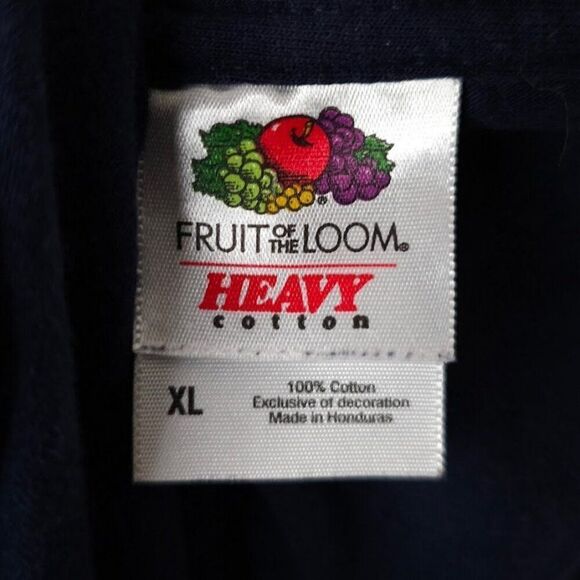 ®
FRUIT OF THE LOOM®
HEAVY
cotton
XL
100% Cotton
Exclusive of decoration
Made in Honduras